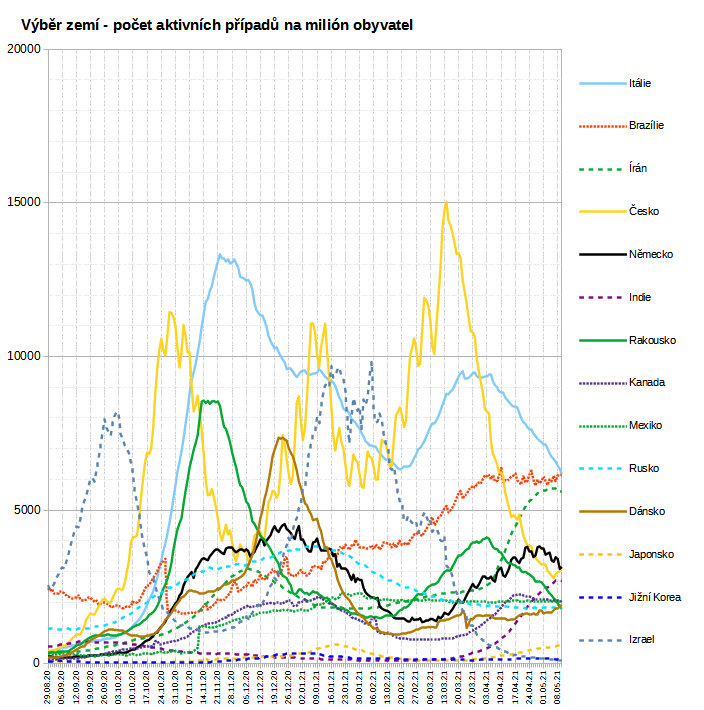 Výběr zemí - počet aktivních případů na milión obyvatel
20000
15000
10000
5000
0
Itálie
Brazílie
Írán
Česko
Německo
Indie
Rakousko
Kanada
Mexiko
Rusko
Dánsko
Japonsko
Jižní Korea
Izrael
29.08.20
05.09.20
12.09.20
19.09.20
26.09.20
03.10.20
10.10.20
17.10.20
24.10.20
31.10.20
07.11.20
14.11.20
21.11.20
28.11.20
05.12.20
12.12.20
19.12.20
26.12.20
02.01.21
09.01.21
16.01.21
23.01.21
30.01.21
06.02.21
13.02.21
20.02.21
27.02.21
06.03.21
13.03.21
20.03.21
27.03.21
03.04.21
10.04.21
17.04.21
24.04.21
01.05.21
08.05.21